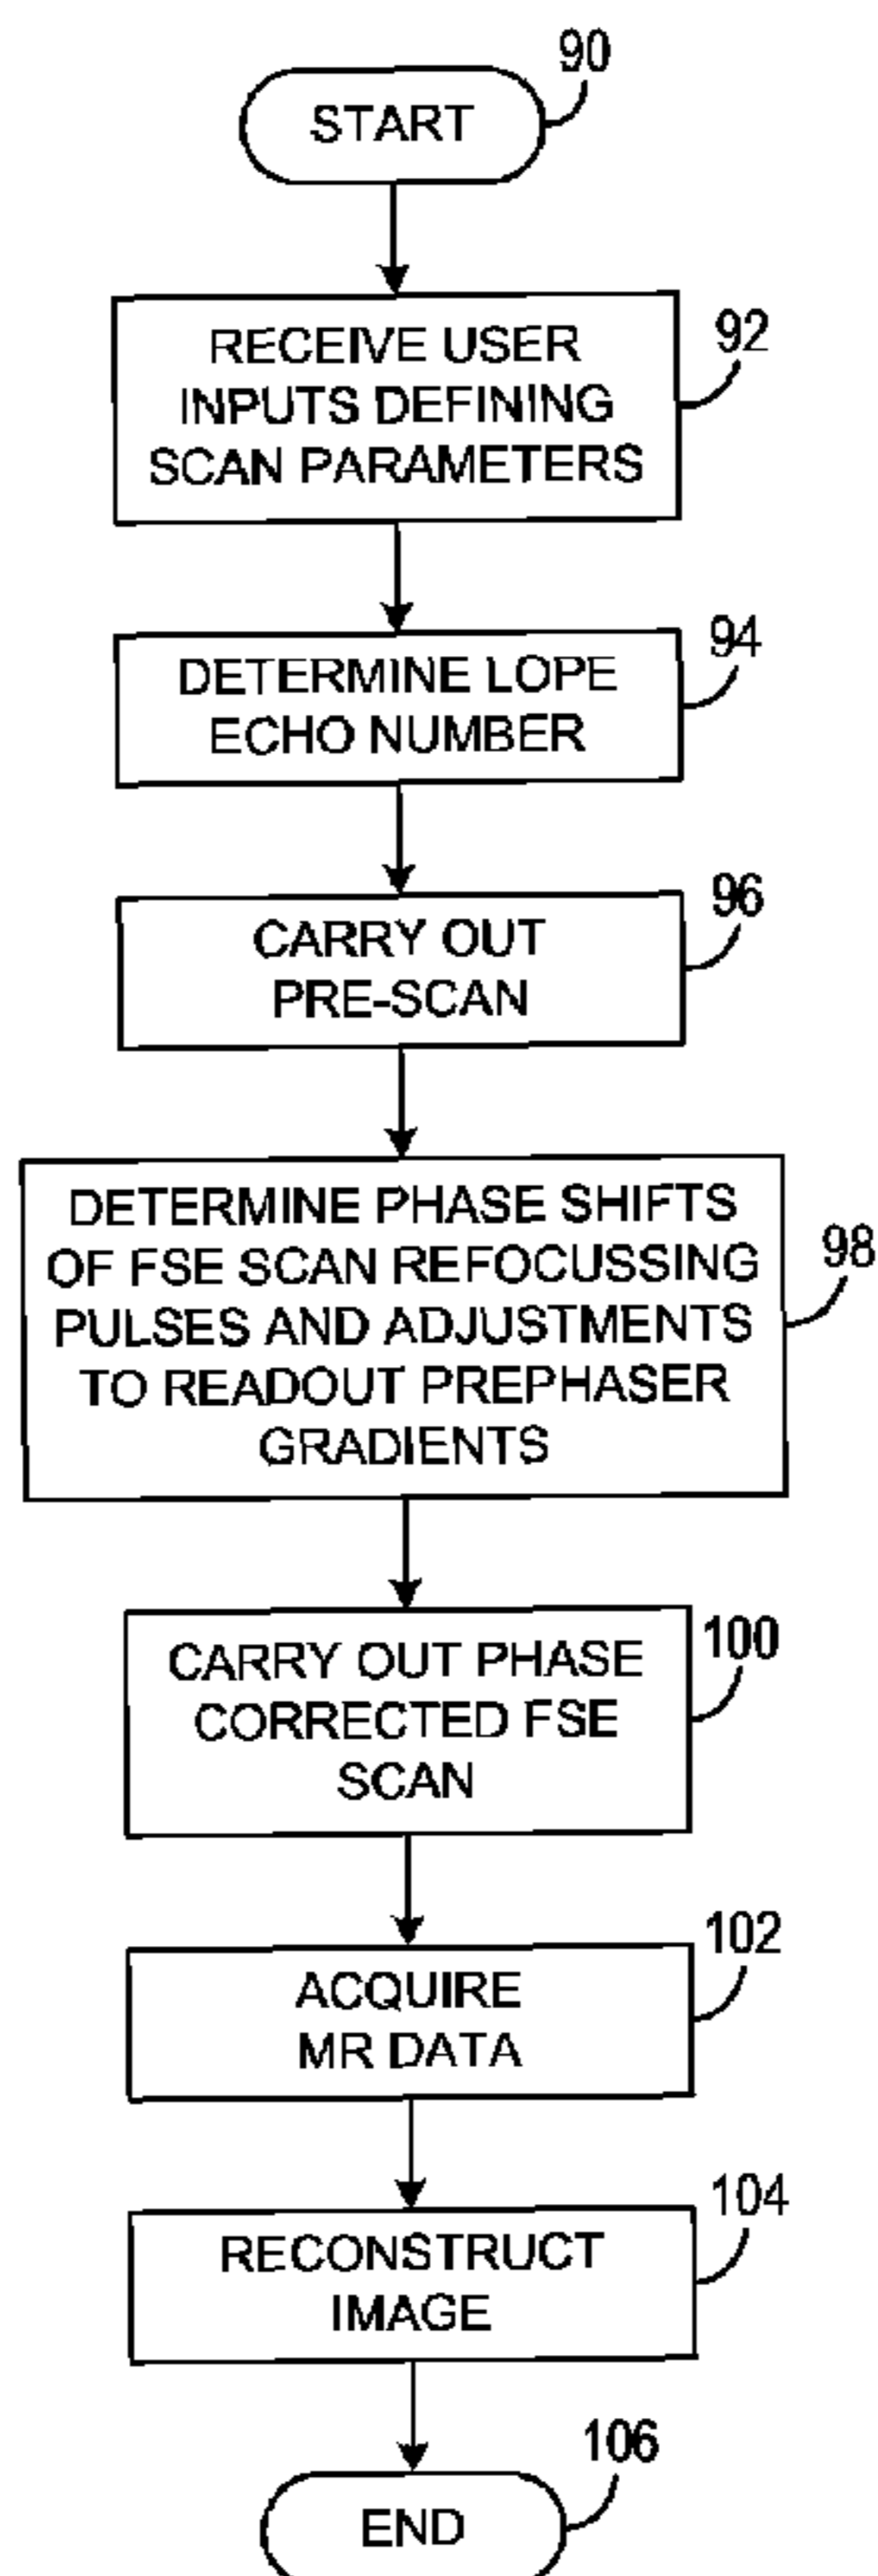 90
START
92
RECEIVE USER
INPUTS DEFINING
SCAN PARAMETERS
94
DETERMINE LOPE
ECHO NUMBER
96
CARRY OUT
PRE-SCAN
98
DETERMINE PHASE SHIFTS
OF FSE SCAN REFOCUSSING
PULSES AND ADJUSTMENTS
TO READOUT PREPHASER
GRADIENTS
100
CARRY OUT PHASE
CORRECTED FSE
SCAN
102
ACQUIRE
MR DATA
104
RECONSTRUCT
IMAGE
106
END